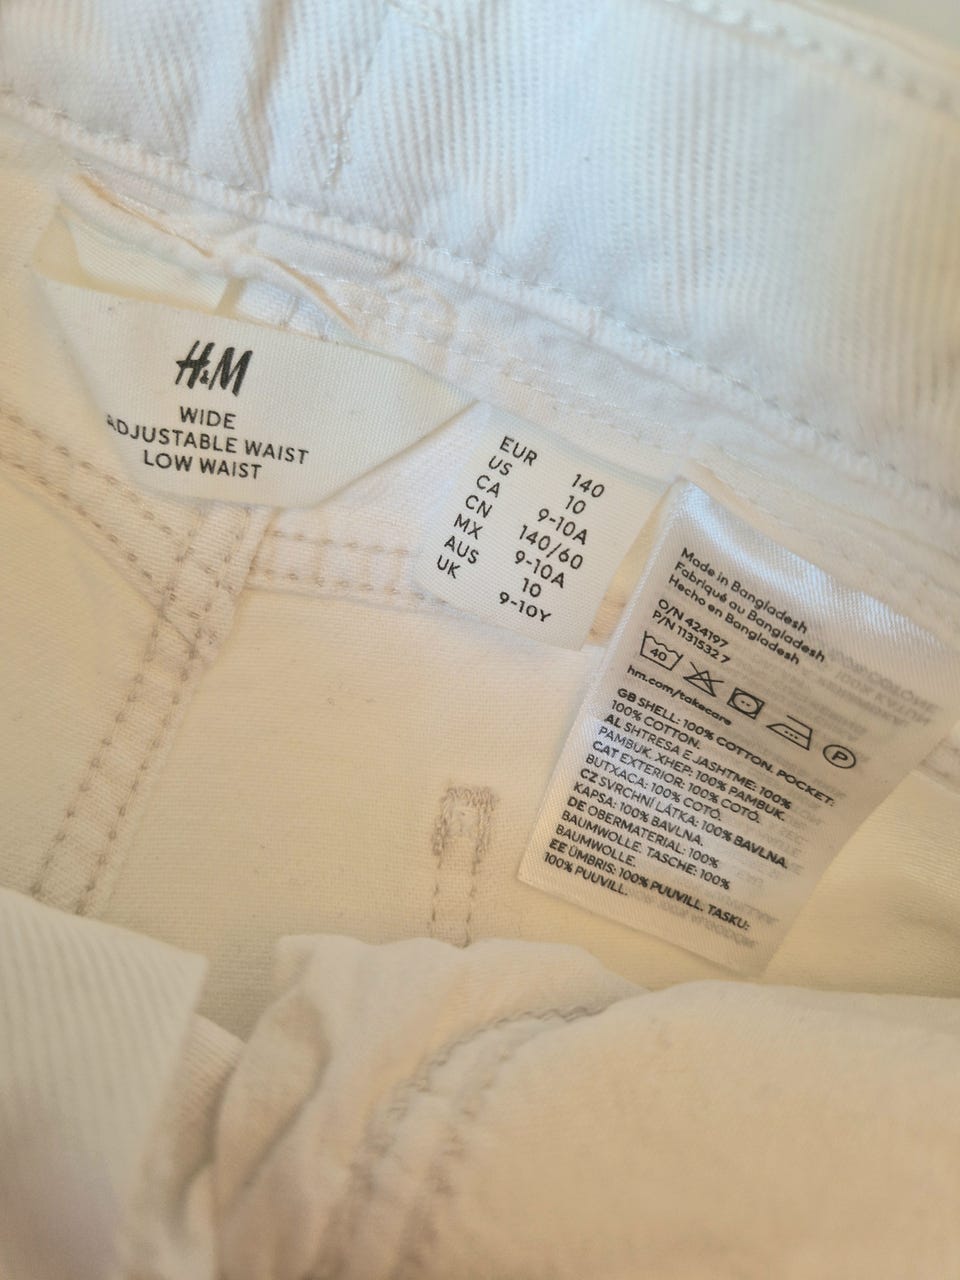 H&M
WIDE
ADJUSTABLE WAIST
LOW WAIST
EUR 140
US 10
CA 9-10A
CN 140/60
MX 9-10A
AUS 10
UK 9-10Y
Made in Bangladesh
Fabriqué au Bangladesh
Hecho en Bangladesh
O/N 424197
P/N 1131532 7
40
P
hm.com/takecare
GB SHELL: 100% COTTON. POCKET:
100% COTTON.
AL SHTRESA E JASHTME: 100%
PAMBUK. XHEP: 100% PAMBUK.
CAT EXTERIOR: 100% COTÓ.
BUTXACA: 100% COTÓ.
CZ SVRCHNÍ LÁTKA: 100% BAVLNA.
KAPSA: 100% BAVLNA.
DE OBERMATERIAL: 100%
BAUMWOLLE. TASCHE: 100%
BAUMWOLLE.
EE ÜMBRIS: 100% PUUVILL. TASKU:
100% PUUVILL.